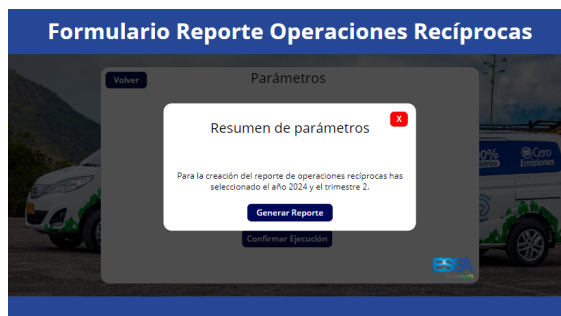 Formulario Reporte Operaciones Recíprocas
Volver
Parámetros
X
Resumen de parámetros
Para la creación del reporte de operaciones recíprocas has
seleccionado el año 2024 y el trimestre 2.
Generar Reporte
Confirmar Ejecución
Cero
Emisiones
ESSA